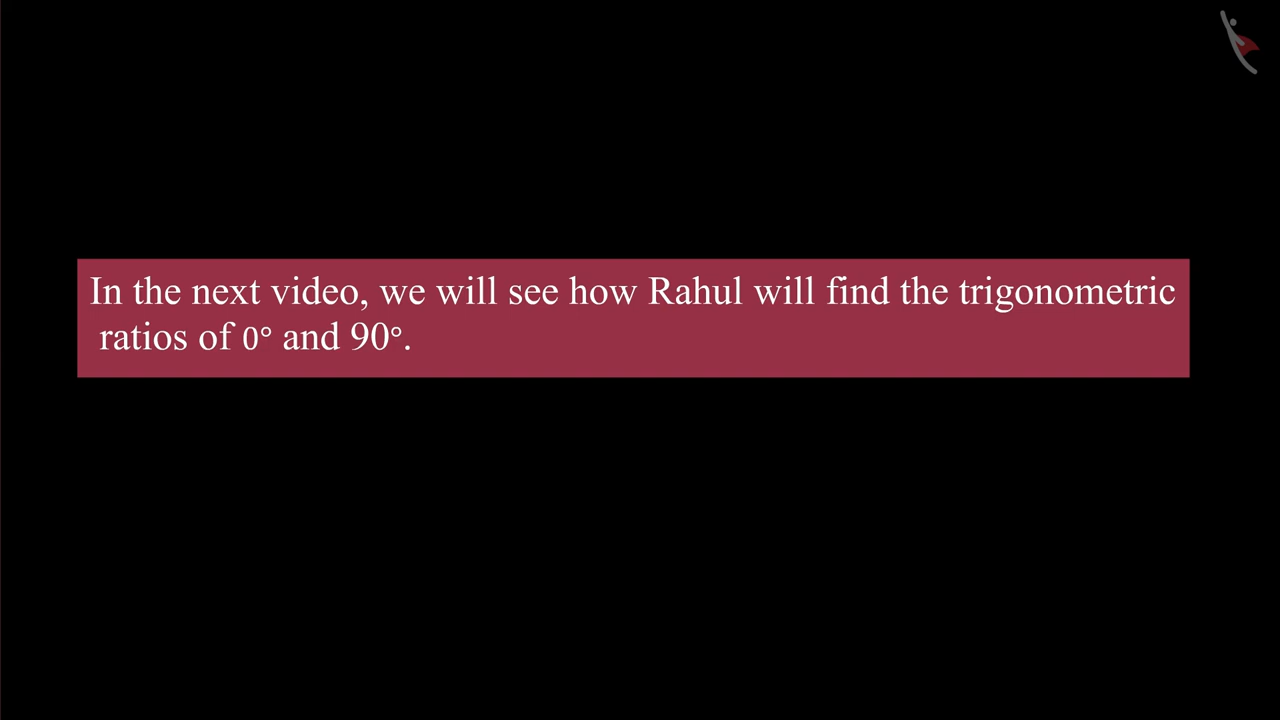 In the next video, we will see how Rahul will find the trigonometric
ratios of 0° and 90°.